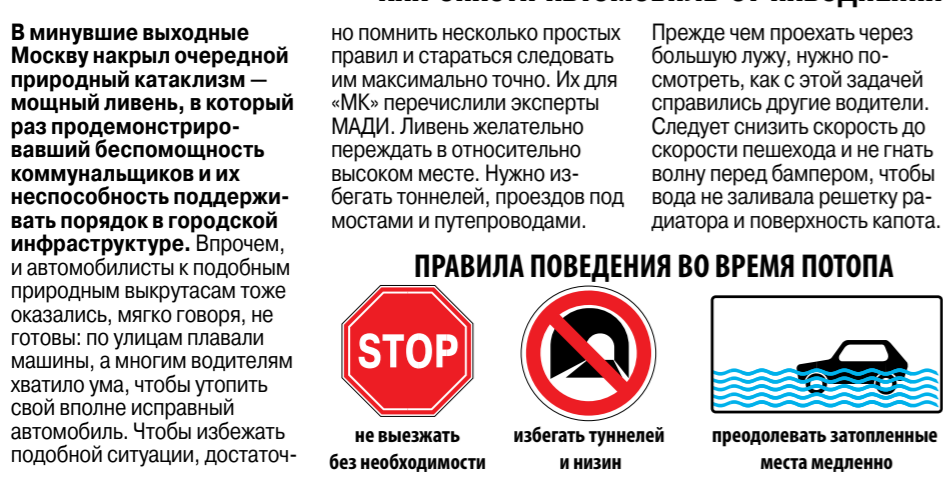 В минувшие выходные
Москву накрыл очередной
природный катаклизм —
мощный ливень, в который
раз продемонстриро-
вавший беспомощность
коммунальщиков и их
неспособность поддержи-
вать порядок в городской
инфраструктуре. Впрочем,
и автомобилисты к подобным
природным выкрутасам тоже
оказались, мягко говоря, не
готовы: по улицам плавали
машины, а многим водителям
хватило ума, чтобы утопить
свой вполне исправный
автомобиль. Чтобы избежать
подобной ситуации, достаточ-
но помнить несколько простых
правил и стараться следовать
им максимально точно. Их для
«МК» перечислили эксперты
МАДИ. Ливень желательно
переждать в относительно
высоком месте. Нужно из-
бегать тоннелей, проездов под
мостами и путепроводами.
Прежде чем проехать через
большую лужу, нужно по-
смотреть, как с этой задачей
справились другие водители.
Следует снизить скорость до
скорости пешехода и не гнать
волну перед бампером, чтобы
вода не заливала решетку ра-
диатора и поверхность капота.
ПРАВИЛА ПОВЕДЕНИЯ ВО ВРЕМЯ ПОТОПА
STOP
не выезжать
без необходимости
избегать туннелей
и низин
преодолевать затопленные
места медленно